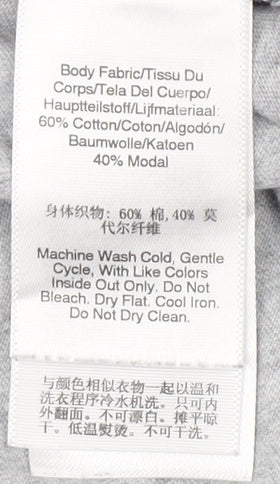 Body Fabric/Tissu Du
Corps/Tela Del Cuerpo/
Hauptteilstoff/Lijfmateriaal:
60% Cotton/Coton/Algodón/
Baumwolle/Katoen
40% Modal
身体织物: 60% 棉,40% 莫
代尔纤维
Machine Wash Cold, Gentle
Cycle, With Like Colors
Inside Out Only. Do Not
Bleach. Dry Flat. Cool Iron.
Do Not Dry Clean.
与颜色相似衣物一起以温和
洗衣程序冷水机洗。只可内
外翻面。不可漂白。摊平晾
干。低温熨烫。不可干洗。